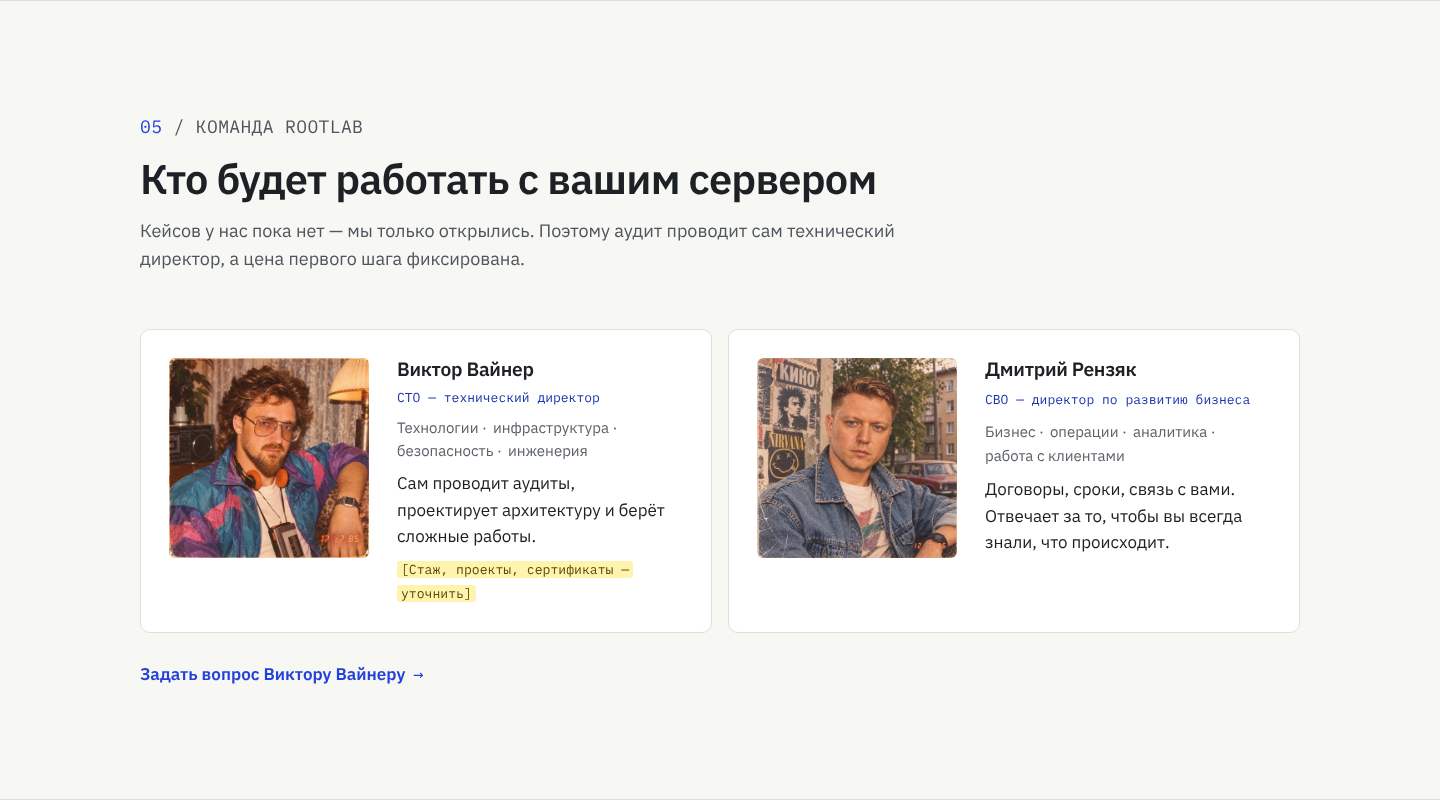 05 / КОМАНДА ROOTLAB
Кто будет работать с вашим сервером
Кейсов у нас пока нет — мы только открылись. Поэтому аудит проводит сам технический
директор, а цена первого шага фиксирована.
Виктор Вайнер
CTO — технический директор
Технологии · инфраструктура ·
безопасность · инженерия
Сам проводит аудиты,
проектирует архитектуру и берёт
сложные работы.
[Стаж, проекты, сертификаты —
уточнить]
КИНО
NIRVANA
Дмитрий Рензяк
CBO — директор по развитию бизнеса
Бизнес · операции · аналитика ·
работа с клиентами
Договоры, сроки, связь с вами.
Отвечает за то, чтобы вы всегда
знали, что происходит.
Задать вопрос Виктору Вайнеру →